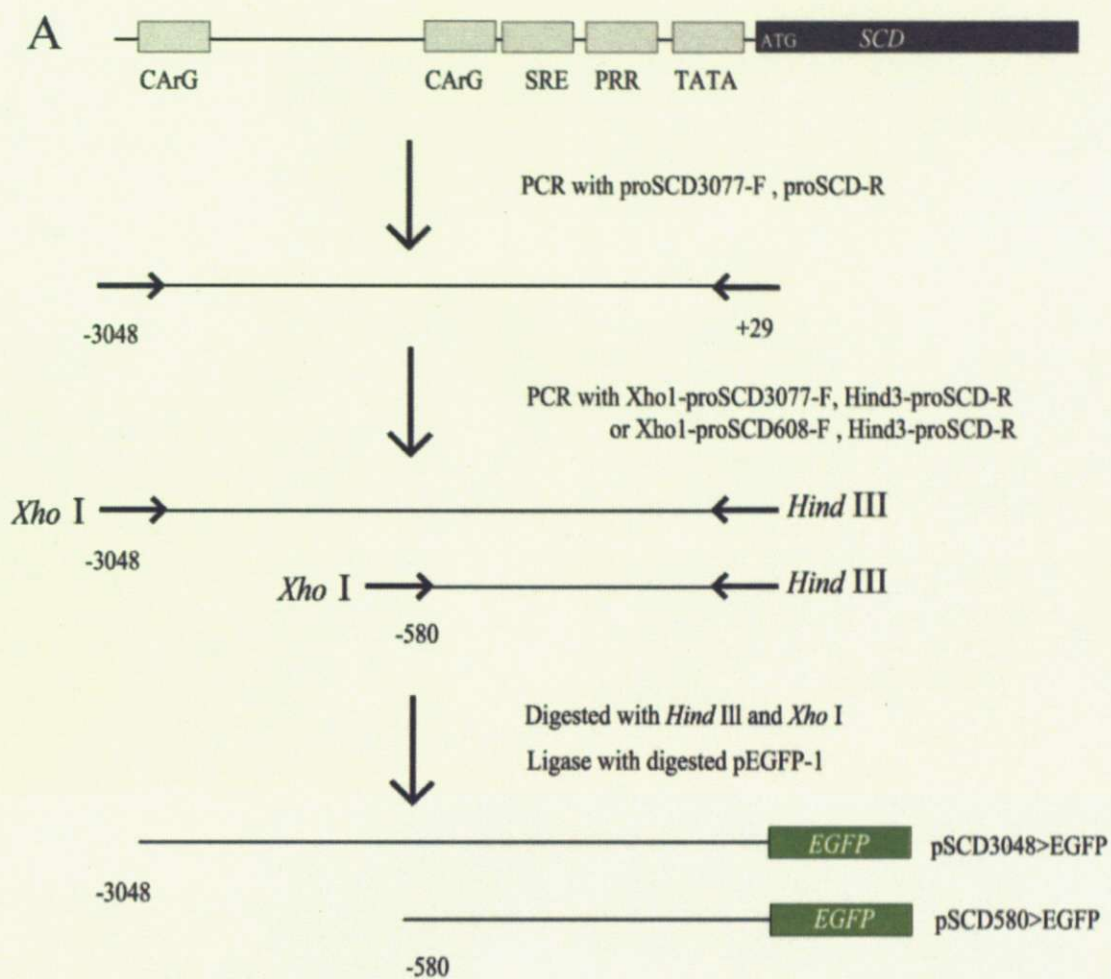 A
ATG SCD
CArG CArG SRE PRR TATA
PCR with proSCD3077-F , proSCD-R
-3048 +29
PCR with Xho1-proSCD3077-F, Hind3-proSCD-R
or Xho1-proSCD608-F , Hind3-proSCD-R
Xho I Hind III
-3048
Xho I Hind III
-580
Digested with Hind III and Xho I
Ligase with digested pEGFP-1
EGFP pSCD3048>EGFP
-3048
EGFP pSCD580>EGFP
-580